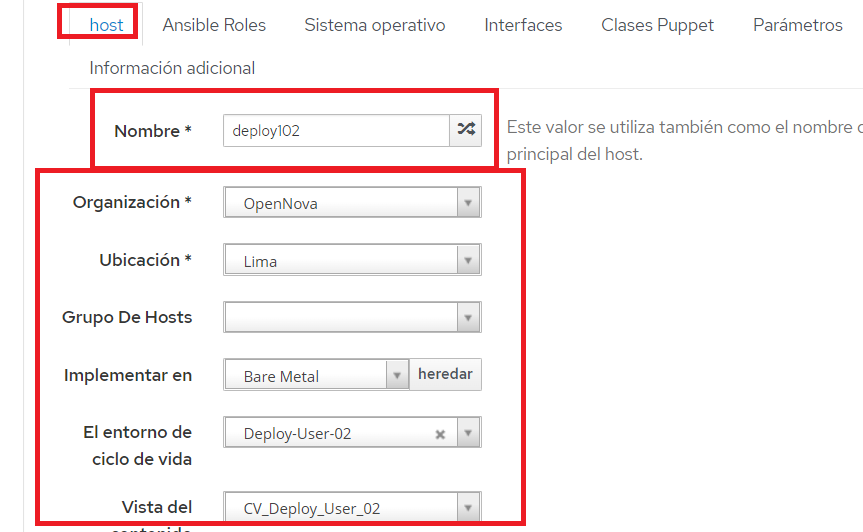 host Ansible Roles Sistema operativo Interfaces Clases Puppet Parámetros
Información adicional
Nombre * deploy102 Este valor se utiliza también como el nombre
principal del host.
Organización * OpenNova
Ubicación * Lima
Grupo De Hosts
Implementar en Bare Metal heredar
El entorno de Deploy-User-02
ciclo de vida
Vista del CV_Deploy_User_02
contenido